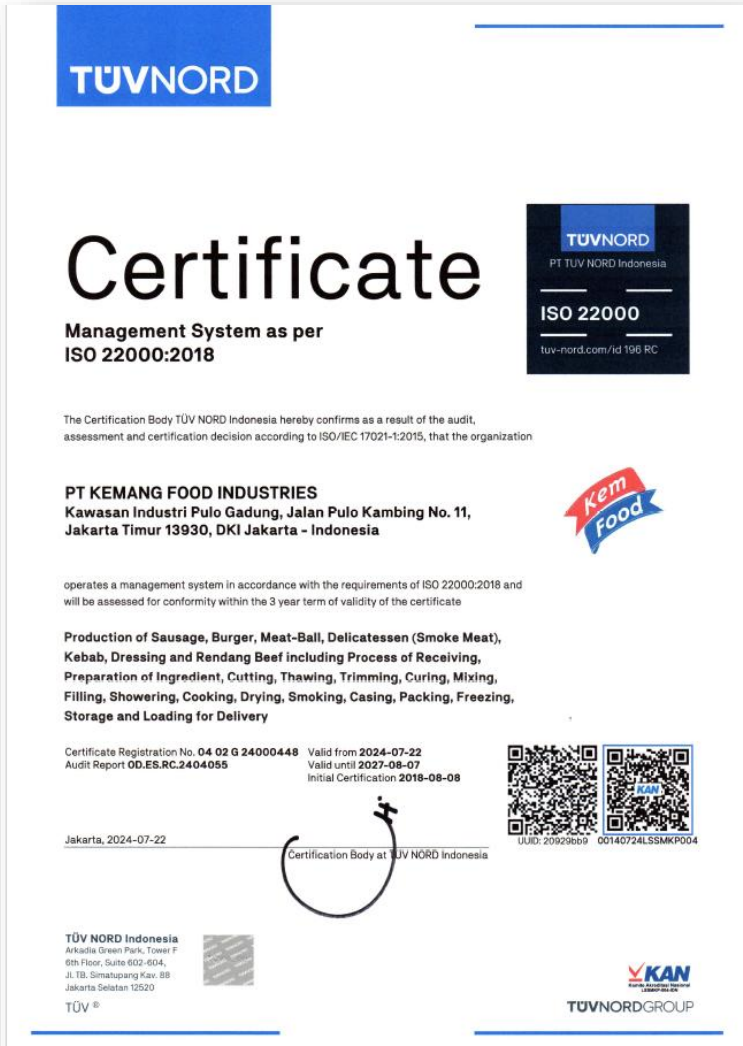 TÜVNORD
TÜVNORD
PT TÜV NORD Indonesia
ISO 22000
tuv-nord.com/id 196 RC
Certificate
Management System as per
ISO 22000:2018
The Certification Body TÜV NORD Indonesia hereby confirms as a result of the audit,
assessment and certification decision according to ISO/IEC 17021-1:2015, that the organization
PT KEMANG FOOD INDUSTRIES
Kawasan Industri Pulo Gadung, Jalan Pulo Kambing No. 11,
Jakarta Timur 13930, DKI Jakarta - Indonesia
Kem
Food
operates a management system in accordance with the requirements of ISO 22000:2018 and
will be assessed for conformity within the 3 year term of validity of the certificate
Production of Sausage, Burger, Meat-Ball, Delicatessen (Smoke Meat),
Kebab, Dressing and Rendang Beef including Process of Receiving,
Preparation of Ingredient, Cutting, Thawing, Trimming, Curing, Mixing,
Filling, Showering, Cooking, Drying, Smoking, Casing, Packing, Freezing,
Storage and Loading for Delivery
Certificate Registration No. 04 02 G 24000448 Valid from 2024-07-22
Audit Report OD.ES.RC.2404055 Valid until 2027-08-07
Initial Certification 2018-08-08
KAN
UUID: 20929bb9 00140724LSSMKP004
Jakarta, 2024-07-22
Certification Body at TÜV NORD Indonesia
TÜV NORD Indonesia
Arkadia Green Park, Tower F
6th Floor, Suite 602-604,
Jl. TB. Simatupang Kav. 88
Jakarta Selatan 12520
TÜV ®
KAN
Komite Akreditasi Nasional
LSSMKP-004-IDN
TÜVNORDGROUP